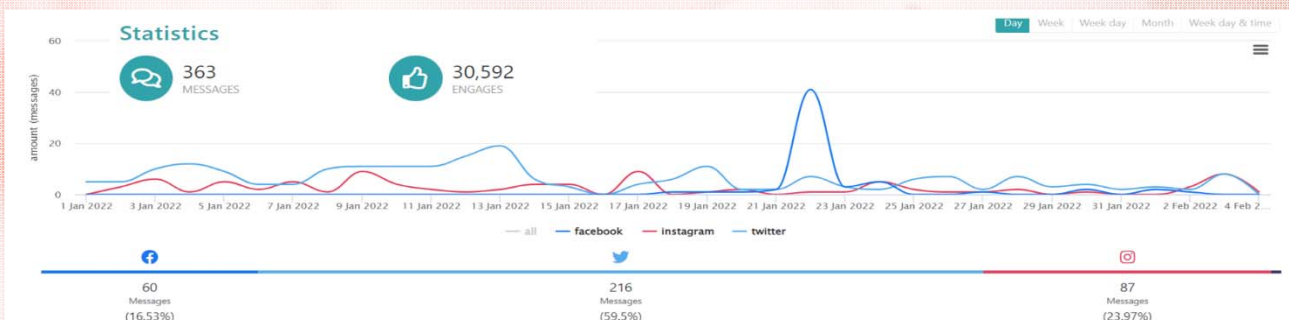 Statistics
Day Week Week day Month Week day & time
363
MESSAGES
30,592
ENGAGES
amount (messages)
60
40
20
0
1 Jan 2022 3 Jan 2022 5 Jan 2022 7 Jan 2022 9 Jan 2022 11 Jan 2022 13 Jan 2022 15 Jan 2022 17 Jan 2022 19 Jan 2022 21 Jan 2022 23 Jan 2022 25 Jan 2022 27 Jan 2022 29 Jan 2022 31 Jan 2022 2 Feb 2022 4 Feb 2...
all facebook instagram twitter
60
Messages
(16.53%)
216
Messages
(59.5%)
87
Messages
(23.97%)